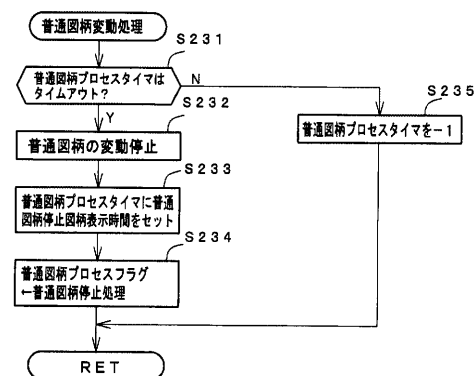 普通図柄変動処理
S231
普通図柄プロセスタイマは
タイムアウト？
N
Y
S232
S235
普通図柄の変動停止
普通図柄プロセスタイマを－1
S233
普通図柄プロセスタイマに普通
図柄停止図柄表示時間をセット
S234
普通図柄プロセスフラグ
←普通図柄停止処理
RET